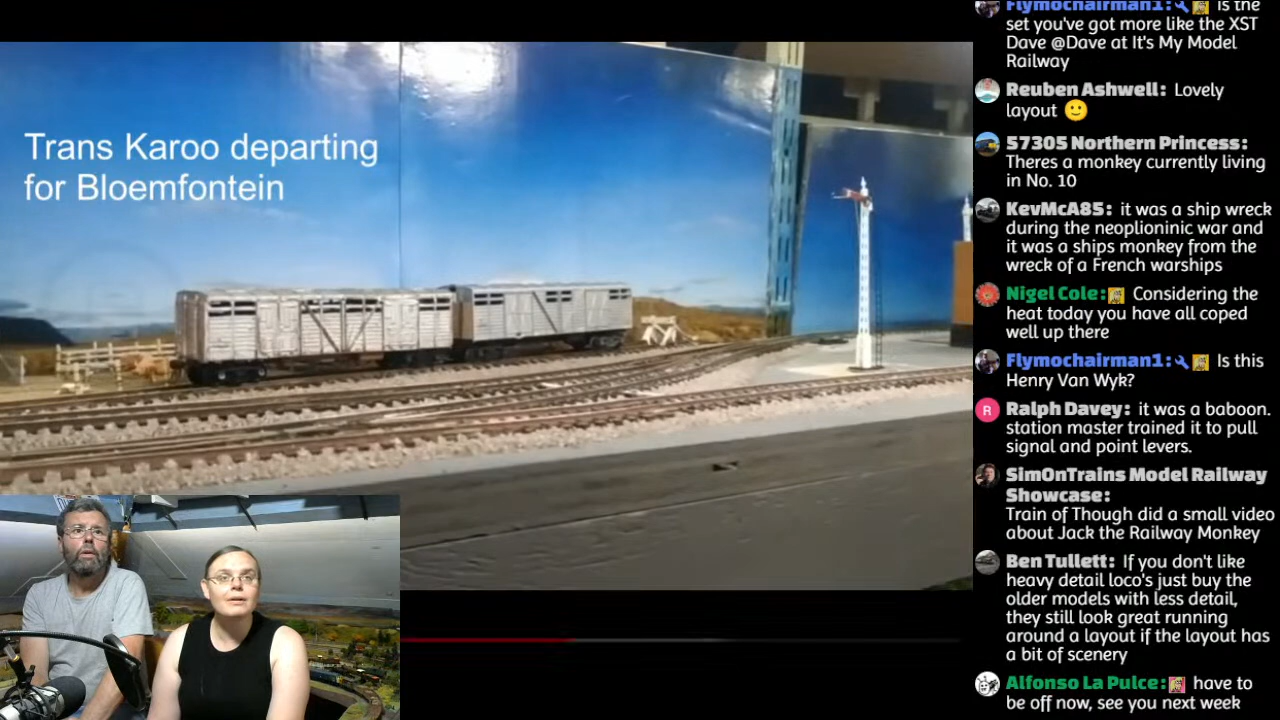 Trans Karoo departing
for Bloemfontein
Flymochairman1: is the
set you've got more like the XST
Dave @Dave at It's My Model
Railway
Reuben Ashwell: Lovely
layout 🙂
57305 Northern Princess:
Theres a monkey currently living
in No. 10
KevMcA85: it was a ship wreck
during the neoplioninic war and
it was a ships monkey from the
wreck of a French warships
Nigel Cole: Considering the
heat today you have all coped
well up there
Flymochairman1: Is this
Henry Van Wyk?
R Ralph Davey: it was a baboon.
station master trained it to pull
signal and point levers.
SimOnTrains Model Railway
Showcase:
Train of Though did a small video
about Jack the Railway Monkey
Ben Tullett: If you don't like
heavy detail loco's just buy the
older models with less detail,
they still look great running
around a layout if the layout has
a bit of scenery
Alfonso La Pulce: have to
be off now, see you next week